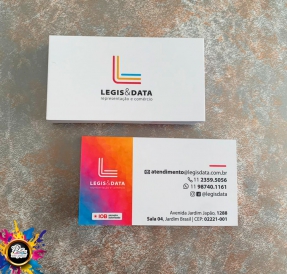 LEGIS&DATA
representação e comércio
LEGIS&DATA
IOB
atendimento@legisdata.com.br
11 2359.5056
11 98740.1161
@legisdata
Avenida Jardim Japão, 1288
Sala 04, Jardim Brasil | CEP: 02221-001